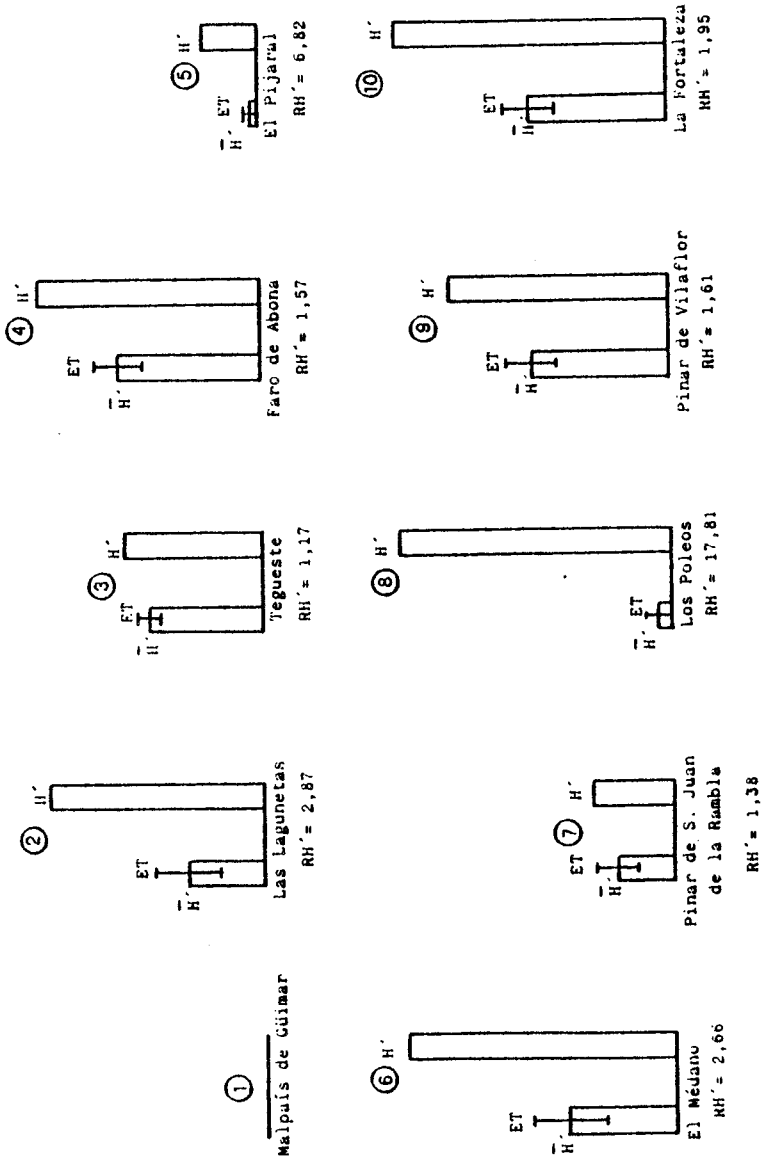 1
Malpaís de Güimar
2
H´
ET
H̅´
Las Lagunetas
RH´= 2,87
3
H´
ET
H̅´
Tegueste
RH´= 1,17
4
H´
ET
H̅´
Faro de Abona
RH´= 1,57
5
H´
ET
H̅´
El Pijaral
RH´= 6,82
6
H´
ET
H̅´
El Médano
RH´= 2,66
7
H´
ET
H̅´
Pinar de S. Juan
de la Rambla
RH´= 1,38
8
H´
ET
H̅´
Los Poleos
RH´= 17,81
9
H´
ET
H̅´
Pinar de Vilaflor
RH´= 1,61
10
H´
ET
H̅´
La Fortaleza
RH´= 1,95